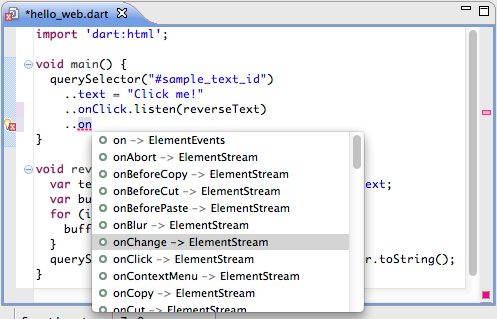 *hello_web.dart
import 'dart:html';
void main() {
querySelector("#sample_text_id")
..text = "Click me!"
..onClick.listen(reverseText)
..on
}
on -> ElementEvents
onAbort -> ElementStream
onBeforeCopy -> ElementStream
onBeforeCut -> ElementStream
onBeforePaste -> ElementStream
onBlur -> ElementStream
onChange -> ElementStream
onClick -> ElementStream
onContextMenu -> ElementStream
onCopy -> ElementStream
onCut -> ElementStream
void rev
var te ext;
var bu
for (i
buff
}
queryS r.toString();
}